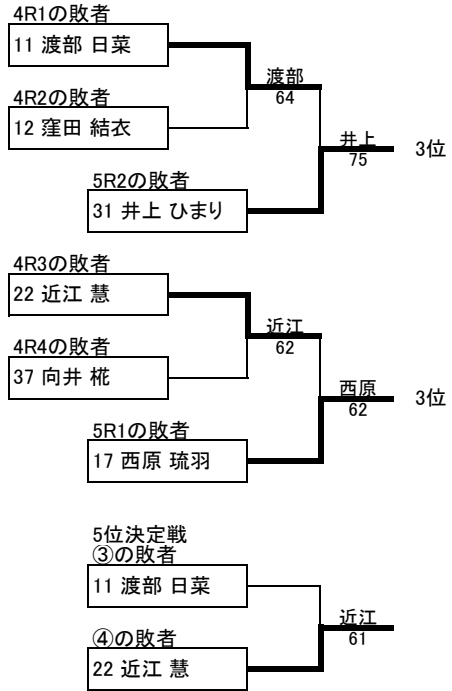 4R1の敗者
11 渡部 日菜
渡部
64
4R2の敗者
12 窪田 結衣
井上
75
3位
5R2の敗者
31 井上 ひまり
4R3の敗者
22 近江 慧
近江
62
4R4の敗者
37 向井 椛
西原
62
3位
5R1の敗者
17 西原 琉羽
5位決定戦
③の敗者
11 渡部 日菜
近江
61
④の敗者
22 近江 慧